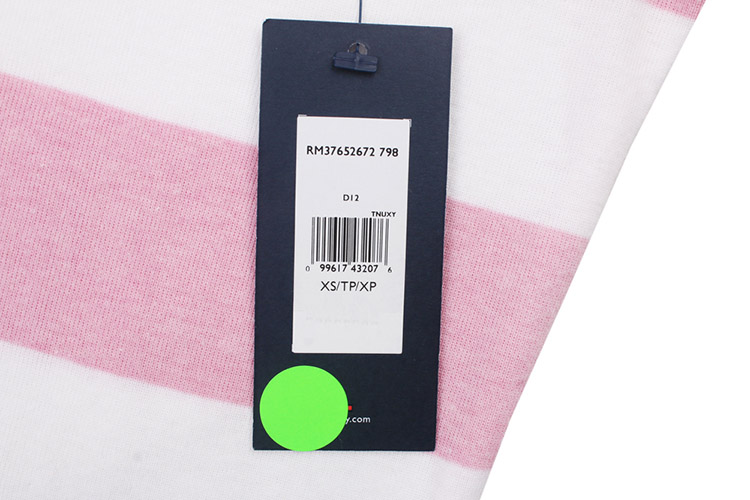 RM37652672 798
D12
TNUXY
0 99617 43207 6
XS/TP/XP
y.com